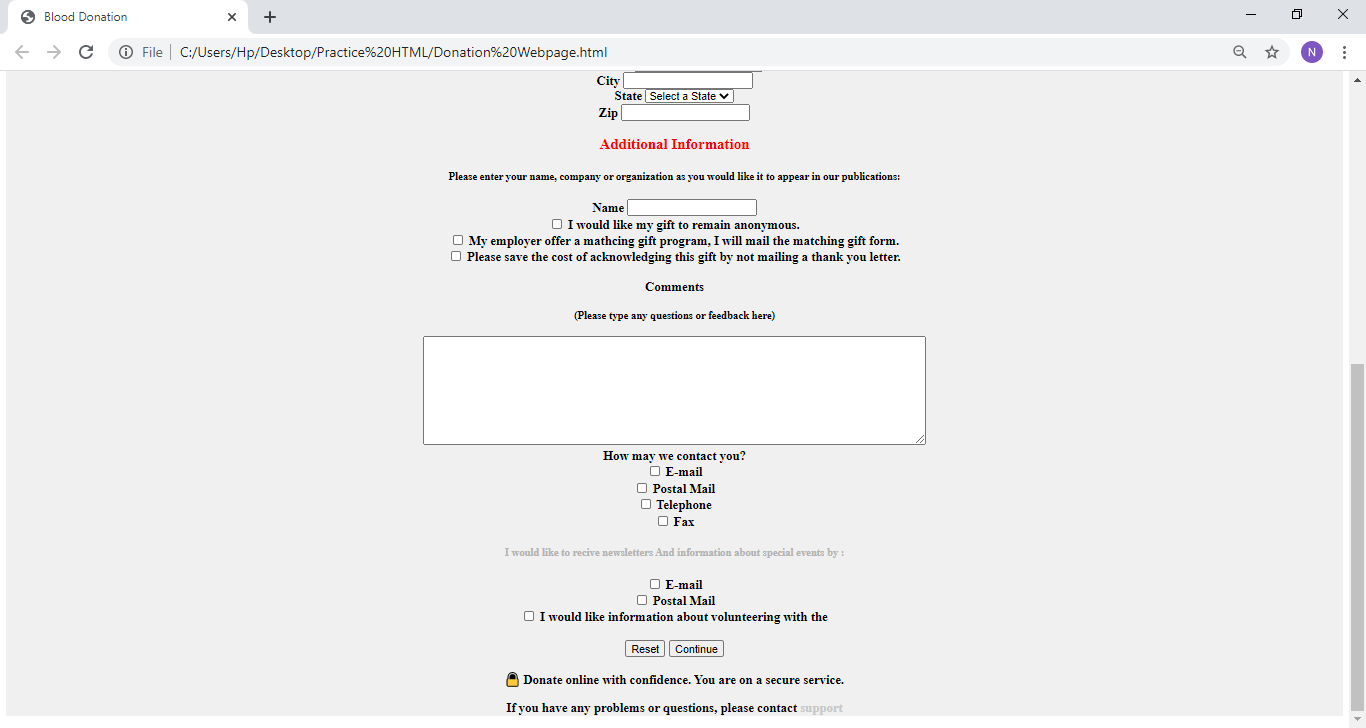 Blood Donation
File C:/Users/Hp/Desktop/Practice%20HTML/Donation%20Webpage.html
N
City
State Select a State
Zip
Additional Information
Please enter your name, company or organization as you would like it to appear in our publications:
Name
I would like my gift to remain anonymous.
My employer offer a mathcing gift program, I will mail the matching gift form.
Please save the cost of acknowledging this gift by not mailing a thank you letter.
Comments
(Please type any questions or feedback here)
How may we contact you?
E-mail
Postal Mail
Telephone
Fax
I would like to recive newsletters And information about special events by :
E-mail
Postal Mail
I would like information about volunteering with the
Reset Continue
Donate online with confidence. You are on a secure service.
If you have any problems or questions, please contact support